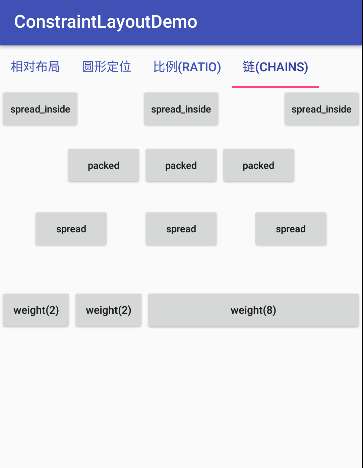 ConstraintLayoutDemo
相对布局 圆形定位 比例(RATIO) 链(CHAINS)
spread_inside spread_inside spread_inside
packed packed packed
spread spread spread
weight(2) weight(2) weight(8)